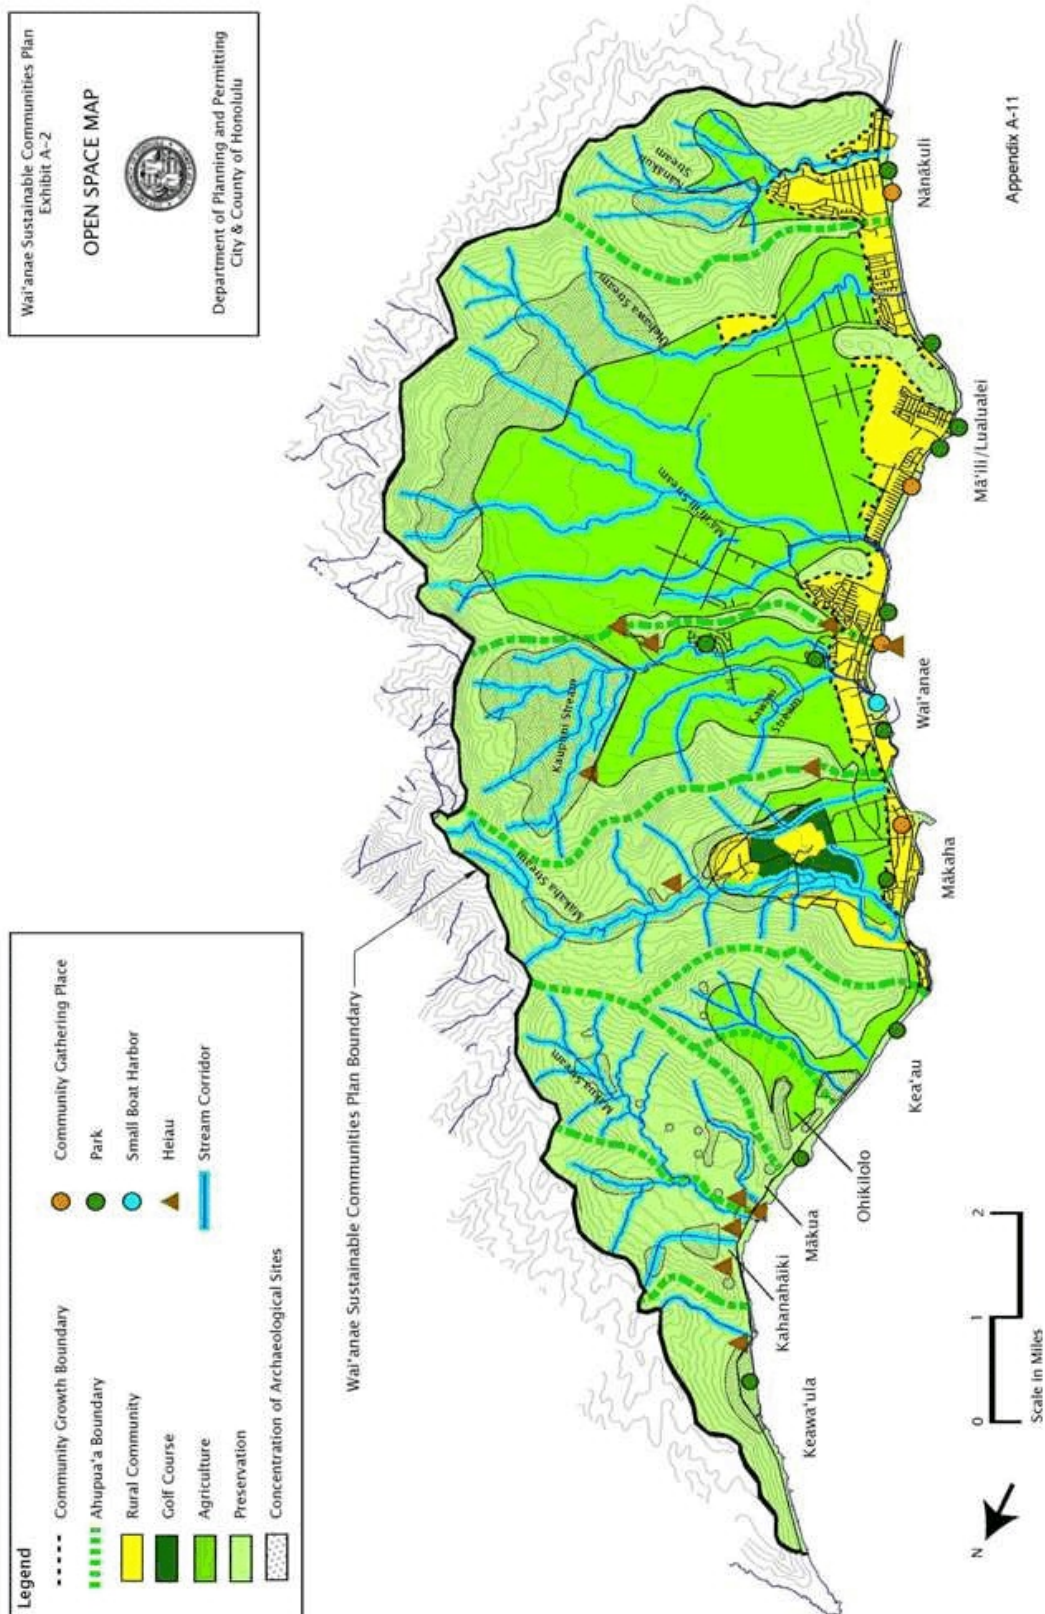 Wai'anae Sustainable Communities Plan
Exhibit A-2
OPEN SPACE MAP
Department of Planning and Permitting
City & County of Honolulu
Legend
Community Growth Boundary
Ahupua'a Boundary
Rural Community
Golf Course
Agriculture
Preservation
Concentration of Archaeological Sites
Community Gathering Place
Park
Small Boat Harbor
Heiau
Stream Corridor
Wai'anae Sustainable Communities Plan Boundary
Nānākuli
Stream
Ulehawa Stream
Mā'ili Stream
Kaupuni Stream
Kawiwi
Stream
Mākaha Stream
Mākua Stream
Nānākuli
Mā'ili/Lualualei
Wai'anae
Mākaha
Kea'au
Ohikilolo
Mākua
Kahanahāiki
Keawa'ula
N
0 1 2
Scale in Miles
Appendix A-11